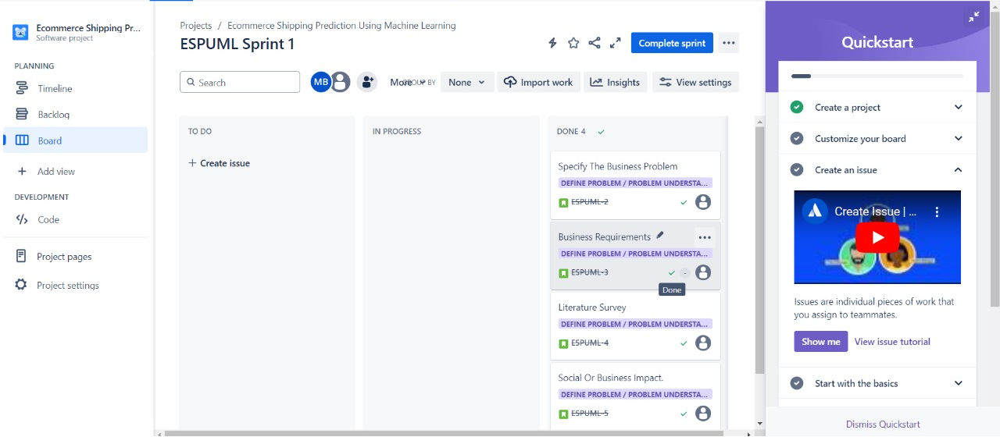 Ecommerce Shipping Pr...
Software project
PLANNING
Timeline
Backlog
Board
Add view
DEVELOPMENT
Code
Project pages
Project settings
Projects / Ecommerce Shipping Prediction Using Machine Learning
ESPUML Sprint 1
Complete sprint
Search
MB
More
GROUP BY
None
Import work
Insights
View settings
TO DO
+ Create issue
IN PROGRESS
DONE 4
Specify The Business Problem
DEFINE PROBLEM / PROBLEM UNDERSTA...
ESPUML-2
Business Requirements
DEFINE PROBLEM / PROBLEM UNDERSTA...
ESPUML-3
-
Done
Literature Survey
DEFINE PROBLEM / PROBLEM UNDERSTA...
ESPUML-4
Social Or Business Impact.
DEFINE PROBLEM / PROBLEM UNDERSTA...
ESPUML-5
Quickstart
Create a project
Customize your board
Create an issue
Create Issue | ...
Issues are individual pieces of work that
you assign to teammates.
Show me
View issue tutorial
Start with the basics
Dismiss Quickstart